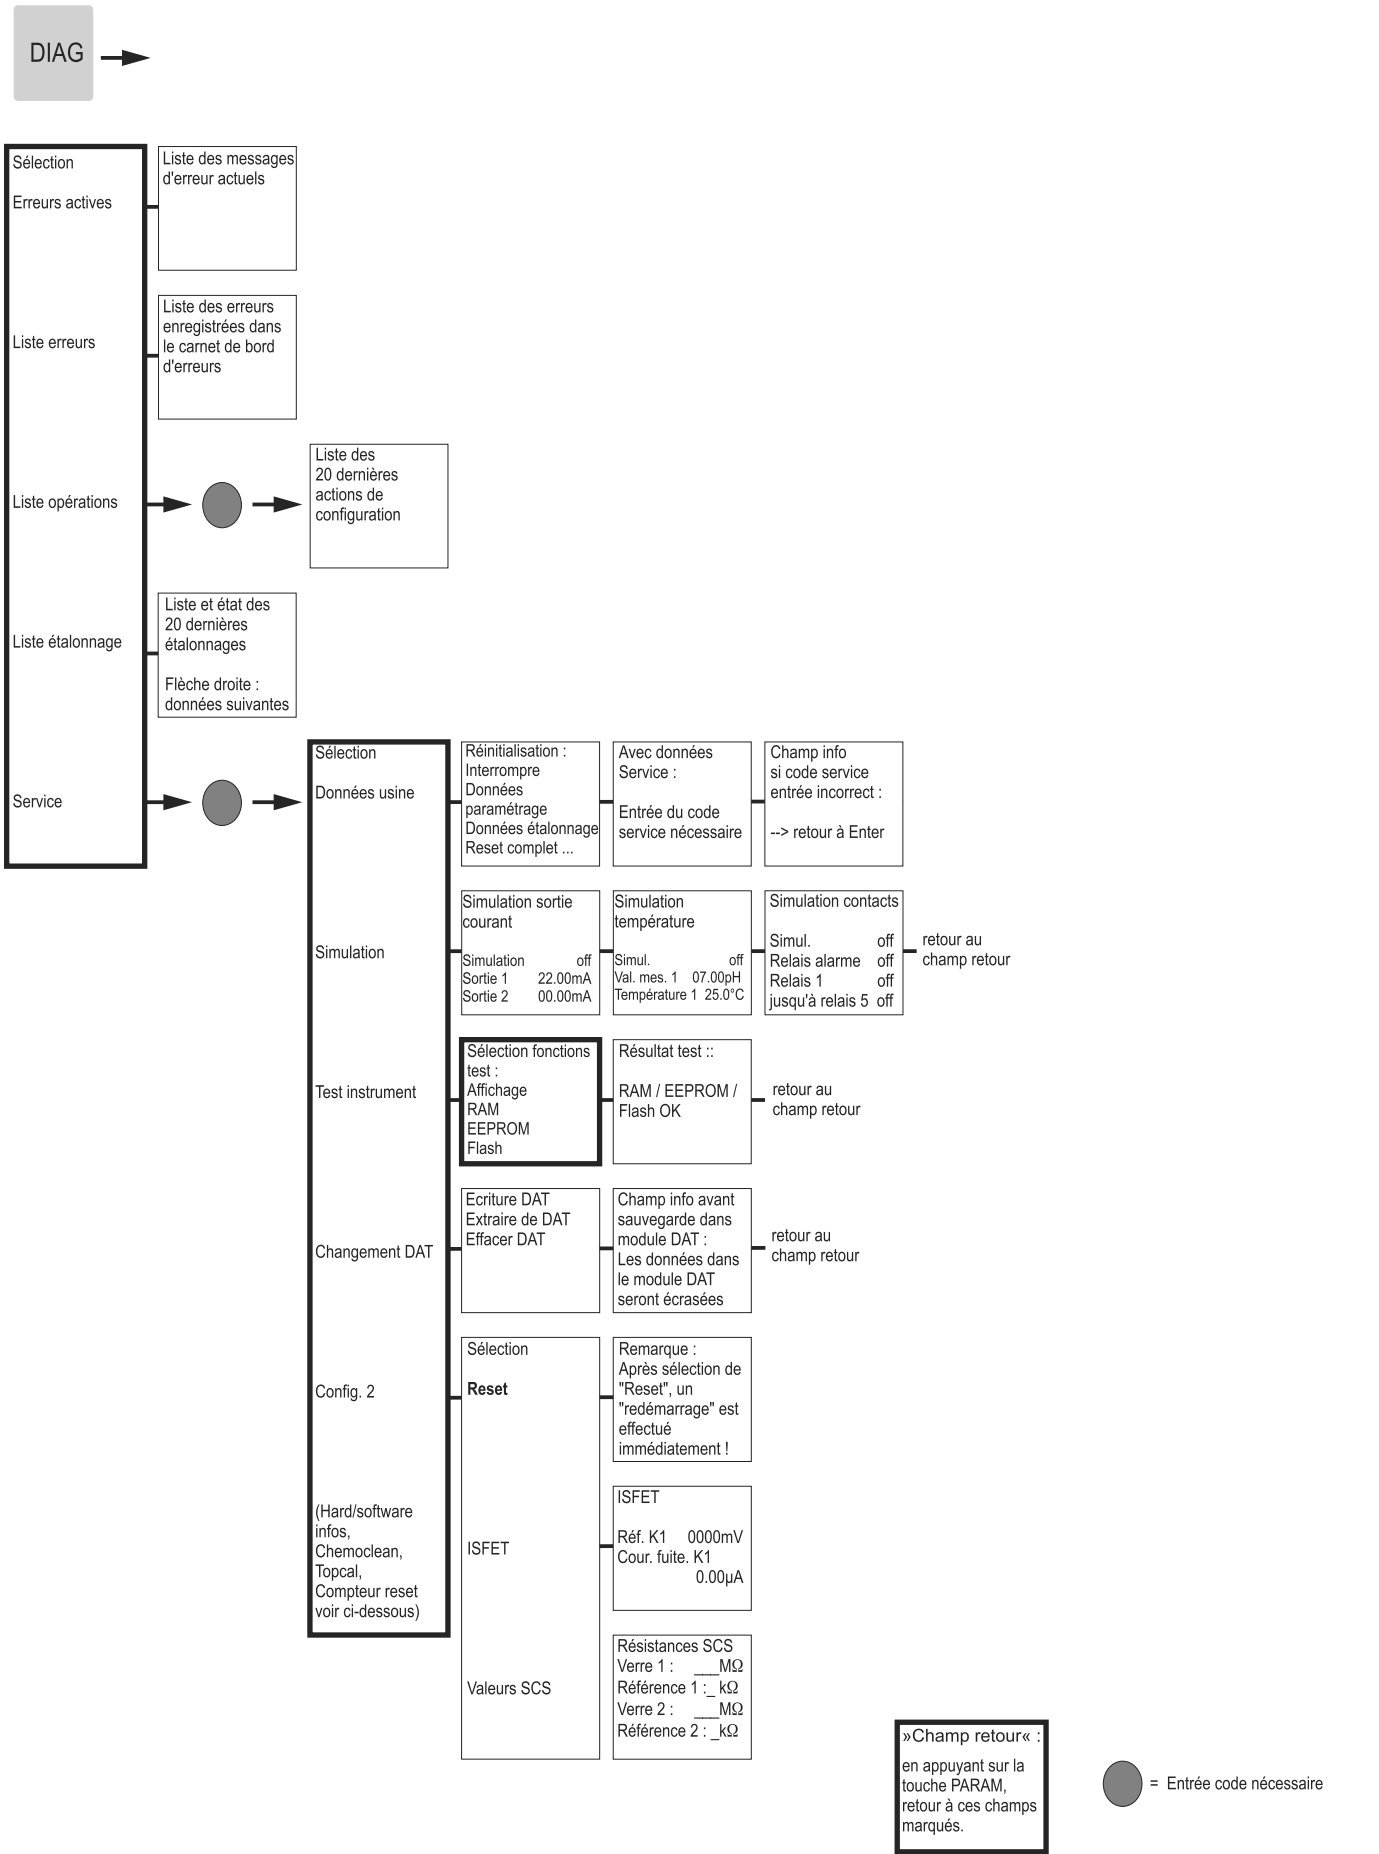 DIAG
Sélection
Erreurs actives
Liste des messages
d'erreur actuels
Liste erreurs
Liste des erreurs
enregistrées dans
le carnet de bord
d'erreurs
Liste opérations
Liste des
20 dernières
actions de
configuration
Liste étalonnage
Liste et état des
20 dernières
étalonnages
Flèche droite :
données suivantes
Service
Sélection
Données usine
Réinitialisation :
Interrompre
Données
paramétrage
Données étalonnage
Reset complet ...
Avec données
Service :
Entrée du code
service nécessaire
Champ info
si code service
entrée incorrect :
--> retour à Enter
Simulation
Simulation sortie
courant
Simulation off
Sortie 1 22.00mA
Sortie 2 00.00mA
Simulation
température
Simul. off
Val. mes. 1 07.00pH
Température 1 25.0°C
Simulation contacts
Simul. off
Relais alarme off
Relais 1 off
jusqu'à relais 5 off
retour au
champ retour
Test instrument
Sélection fonctions
test :
Affichage
RAM
EEPROM
Flash
Résultat test ::
RAM / EEPROM /
Flash OK
retour au
champ retour
Changement DAT
Ecriture DAT
Extraire de DAT
Effacer DAT
Champ info avant
sauvegarde dans
module DAT :
Les données dans
le module DAT
seront écrasées
retour au
champ retour
Config. 2
Sélection
Reset
Remarque :
Après sélection de
"Reset", un
"redémarrage" est
effectué
immédiatement !
(Hard/software
infos,
Chemoclean,
Topcal,
Compteur reset
voir ci-dessous)
ISFET
ISFET
Réf. K1 0000mV
Cour. fuite. K1
0.00µA
Valeurs SCS
Résistances SCS
Verre 1 : ___MΩ
Référence 1 :_ kΩ
Verre 2 : ___MΩ
Référence 2 : _kΩ
»Champ retour« :
en appuyant sur la
touche PARAM,
retour à ces champs
marqués.
= Entrée code nécessaire